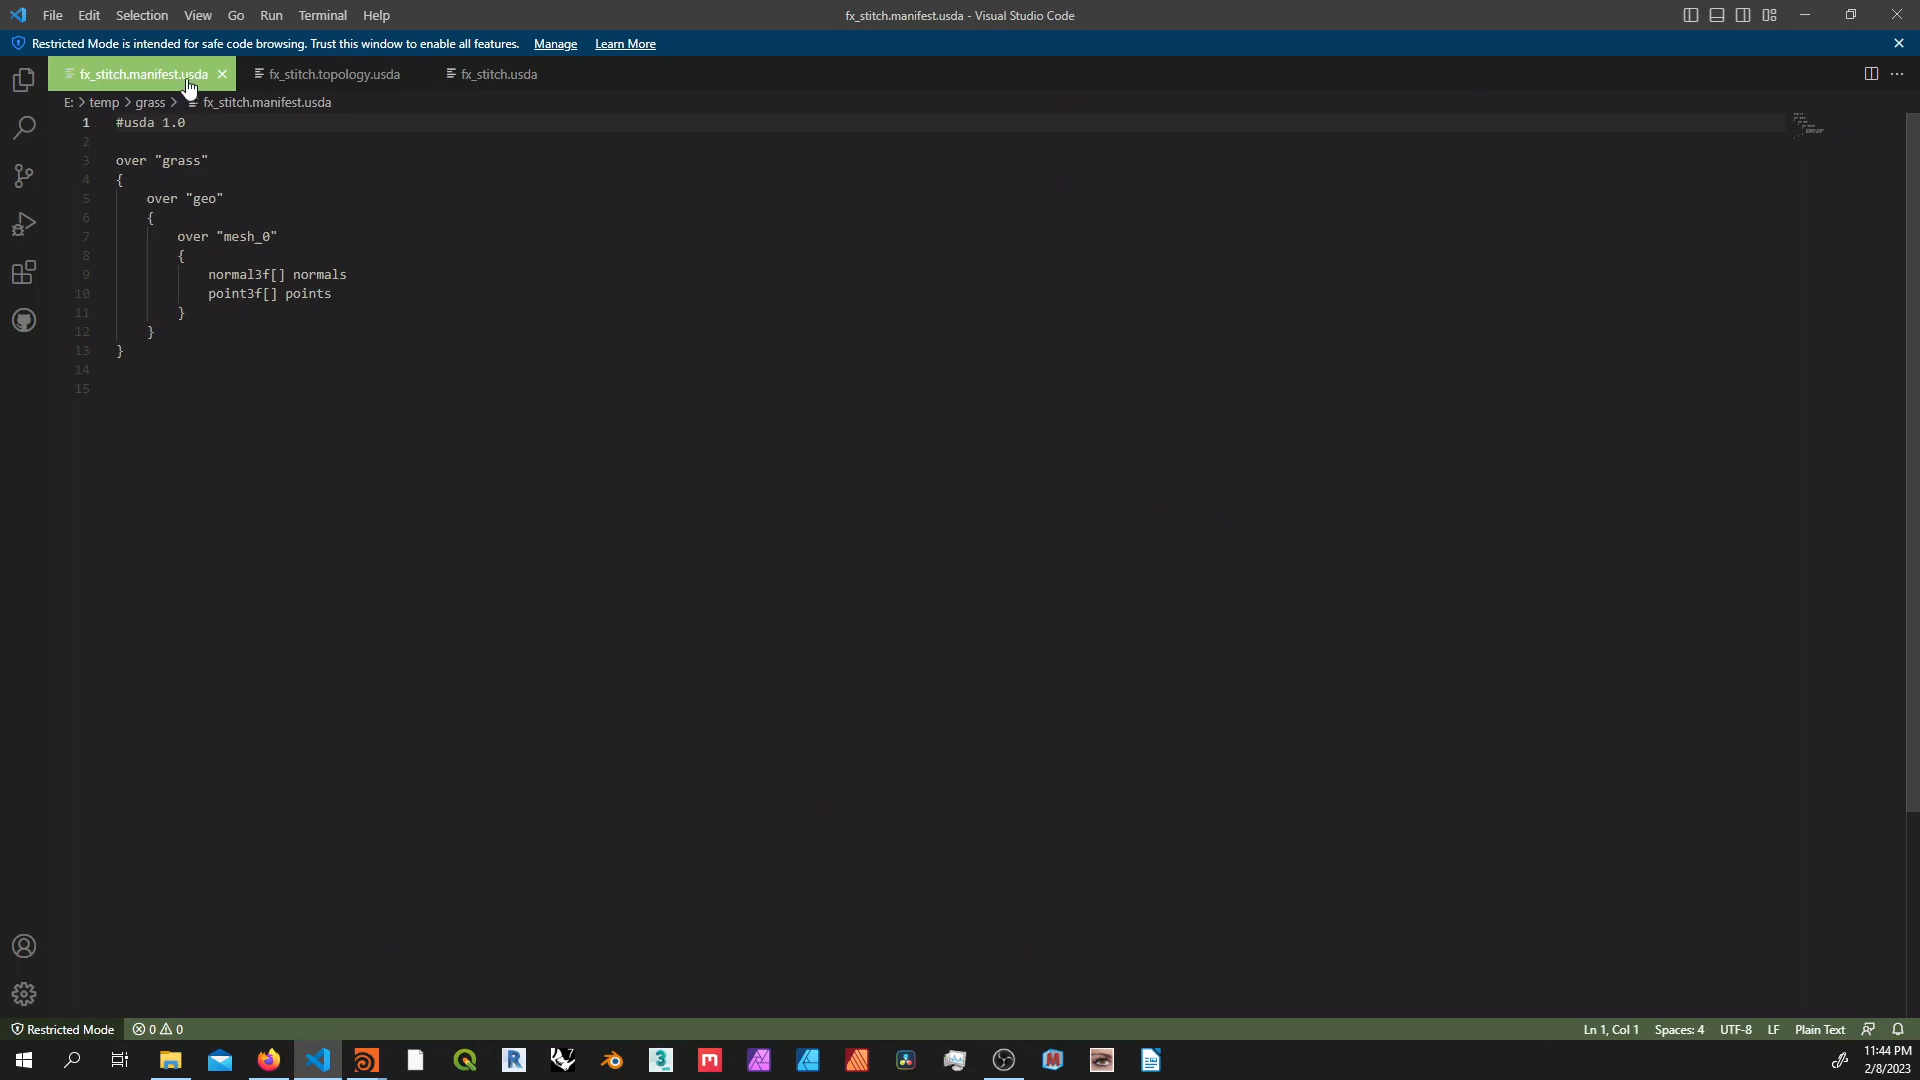 File Edit Selection View Go Run Terminal Help
fx_stitch.manifest.usda - Visual Studio Code
Restricted Mode is intended for safe code browsing. Trust this window to enable all features. Manage Learn More
fx_stitch.manifest.usda
fx_stitch.topology.usda
fx_stitch.usda
E: > temp > grass > fx_stitch.manifest.usda
1 #usda 1.0
2
3 over "grass"
4 {
5 over "geo"
6 {
7 over "mesh_0"
8 {
9 normal3f[] normals
10 point3f[] points
11 }
12 }
13 }
14
15
Restricted Mode 0 0
Ln 1, Col 1 Spaces: 4 UTF-8 LF Plain Text
R
7
3
M
M
11:44 PM
2/8/2023